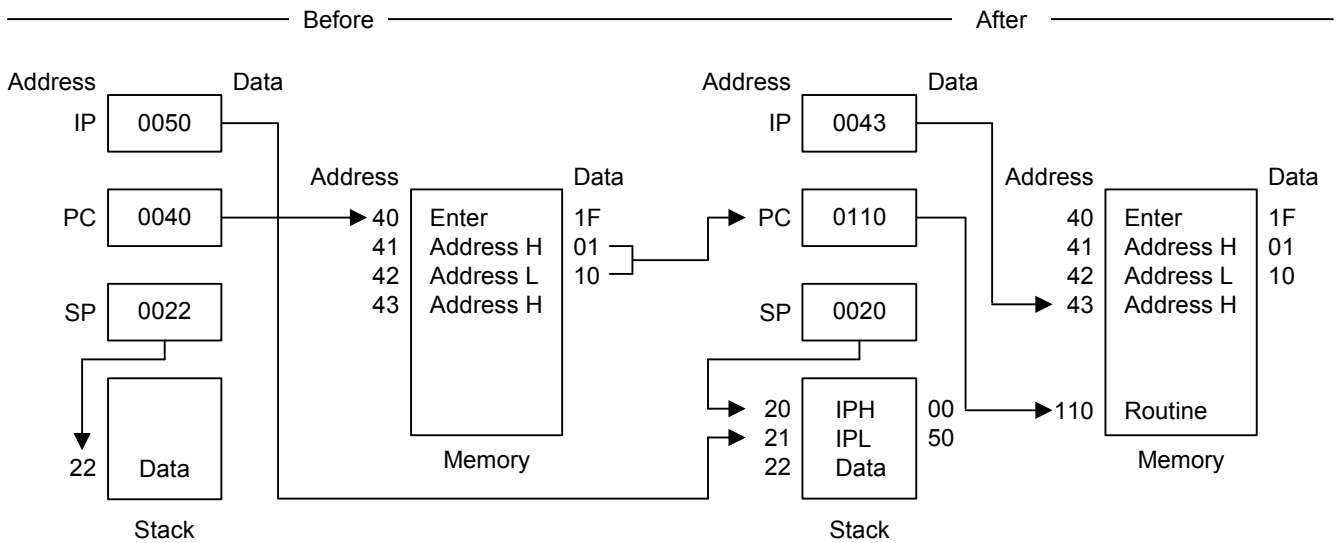 Before After
Address Data Address Data
IP 0050 IP 0043
Address Data Address Data
PC 0040 40 Enter 1F PC 0110 40 Enter 1F
41 Address H 01 41 Address H 01
42 Address L 10 42 Address L 10
SP 0022 43 Address H SP 0020 43 Address H
20 IPH 00 110 Routine
21 IPL 50
22 Data Memory 22 Data Memory
Stack Stack